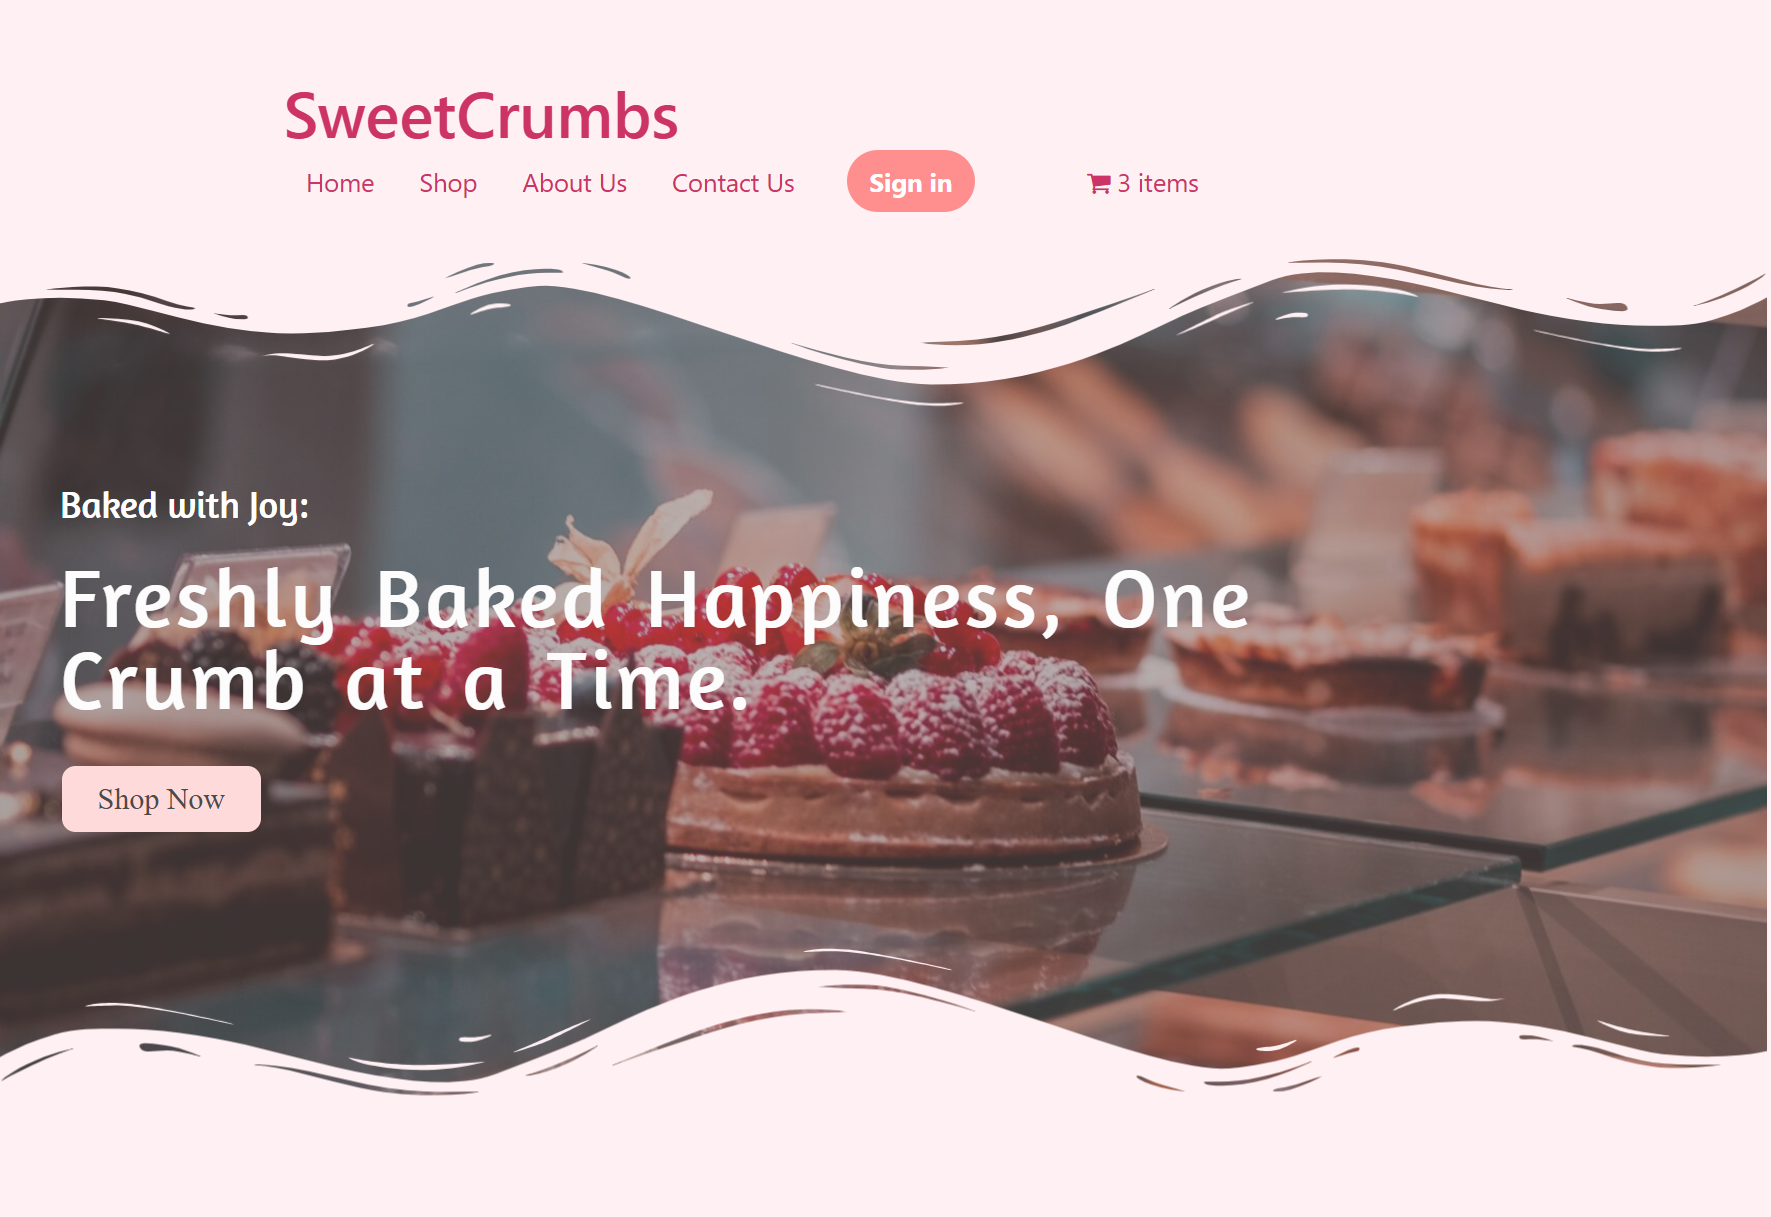 SweetCrumbs
Home Shop About Us Contact Us Sign in 3 items
Baked with Joy:
Freshly Baked Happiness, One
Crumb at a Time.
Shop Now